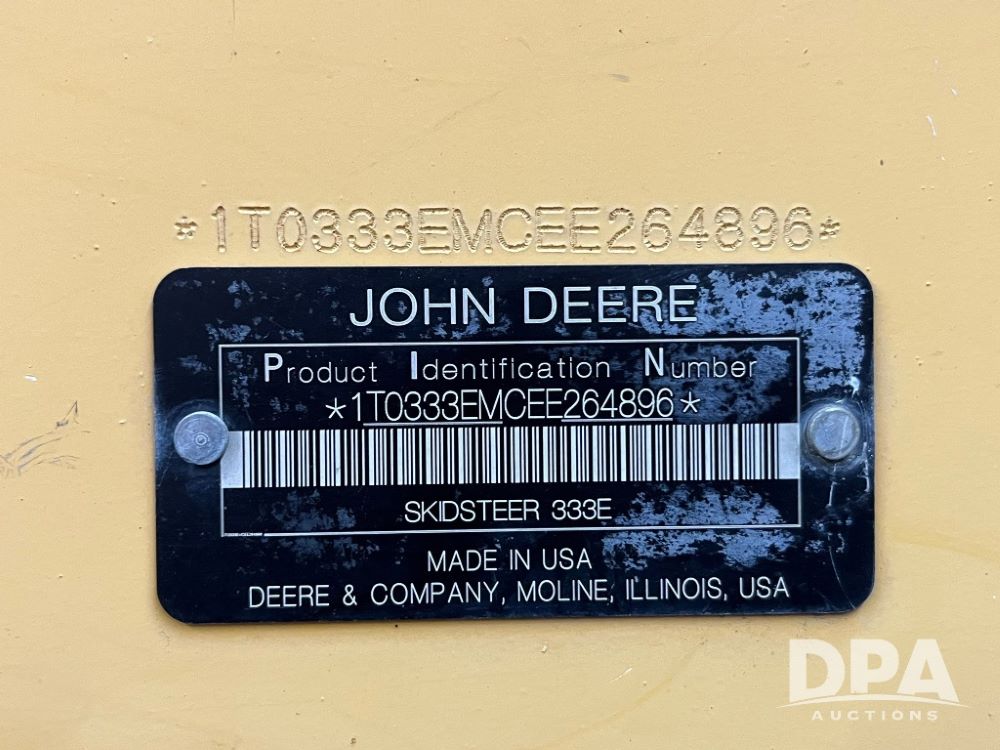 *1T0333EMCEE264896*
JOHN DEERE
Product Identification Number
*1T0333EMCEE264896*
SKIDSTEER 333E
MADE IN USA
DEERE & COMPANY, MOLINE, ILLINOIS, USA
DPA
AUCTIONS